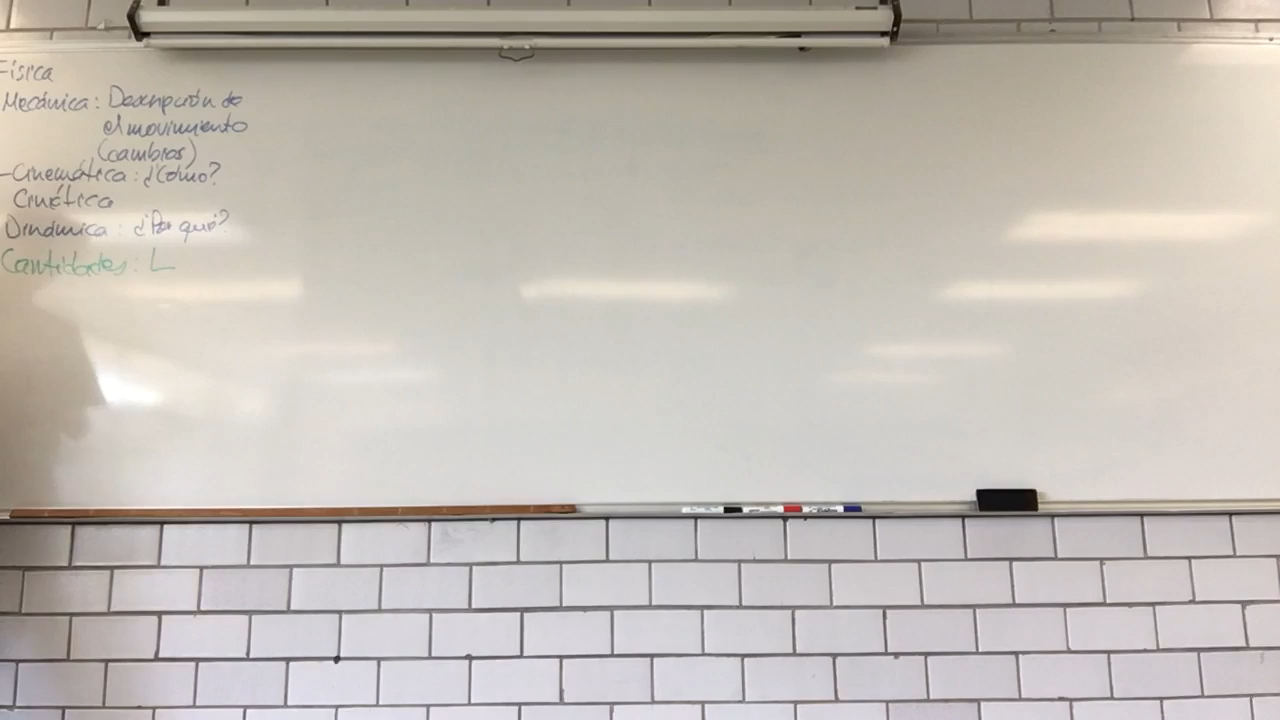 Física
Mecánica: Descripción de
el movimiento
(cambios)
-Cinemática: ¿Cómo?
Cinética
Dinámica: ¿Por qué?
Cantidades: L